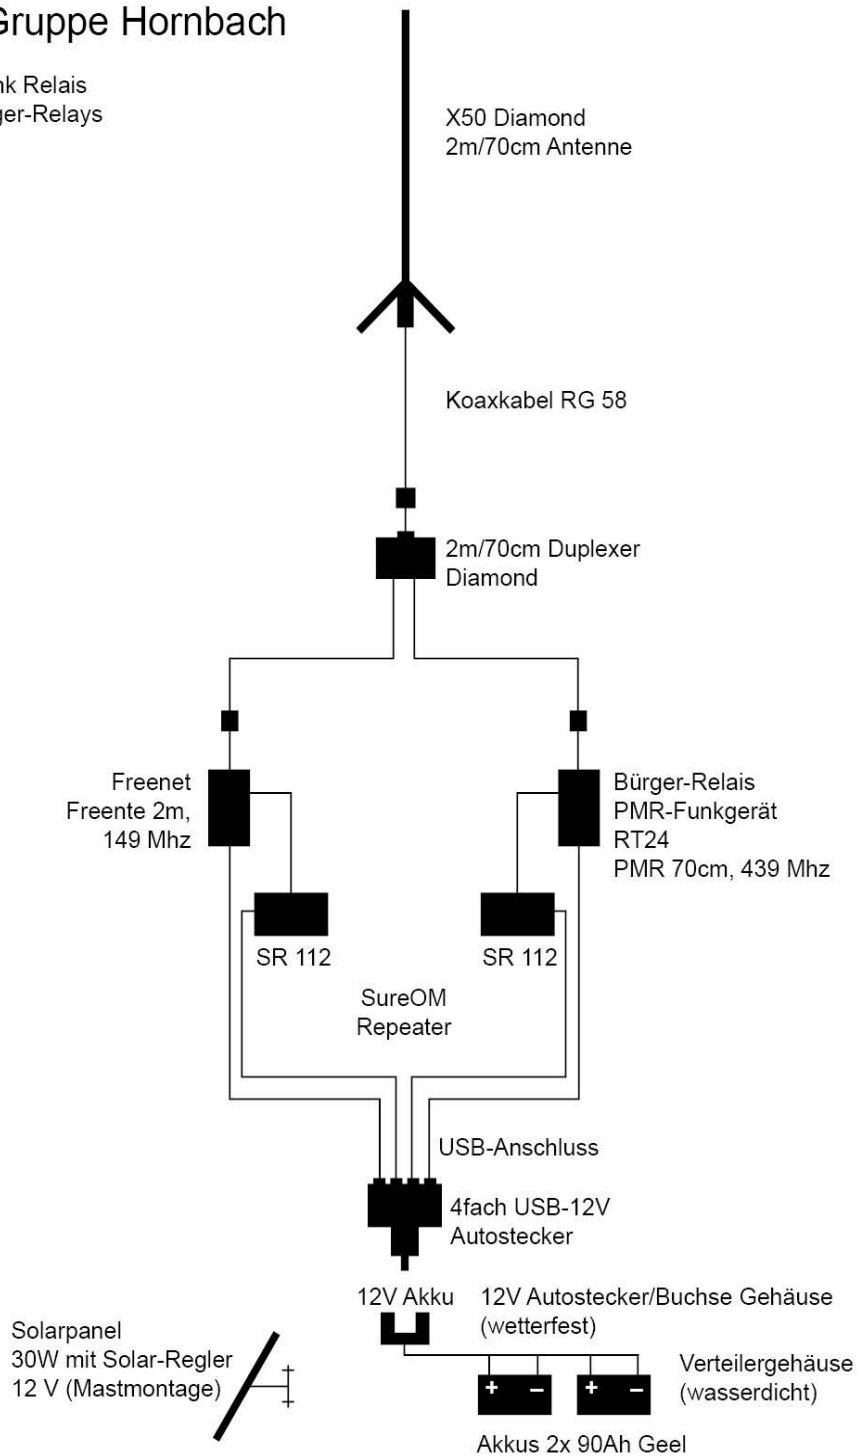 Gruppe Hornbach
nk Relais
ger-Relays
X50 Diamond
2m/70cm Antenne
Koaxkabel RG 58
2m/70cm Duplexer
Diamond
Freenet
Freente 2m,
149 Mhz
Bürger-Relais
PMR-Funkgerät
RT24
PMR 70cm, 439 Mhz
SR 112
SR 112
SureOM
Repeater
USB-Anschluss
4fach USB-12V
Autostecker
12V Akku
12V Autostecker/Buchse Gehäuse
(wetterfest)
Solarpanel
30W mit Solar-Regler
12 V (Mastmontage)
Verteilergehäuse
(wasserdicht)
+ – + –
Akkus 2x 90Ah Geel